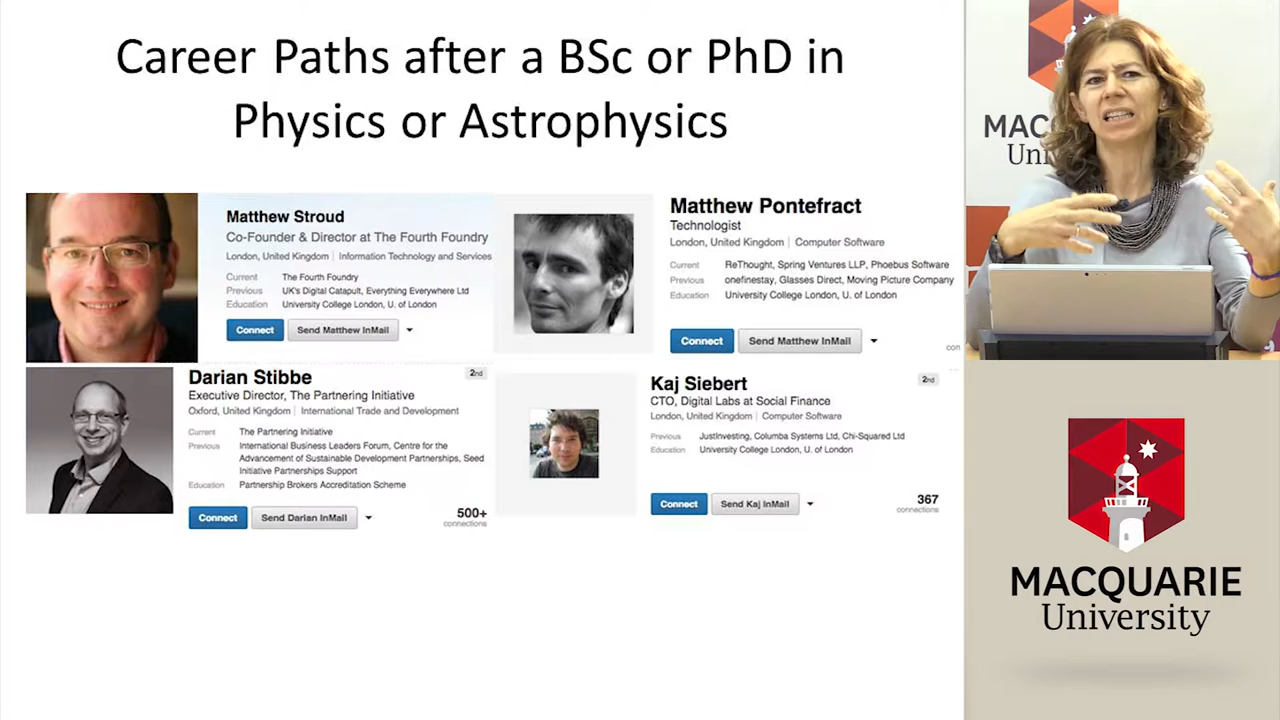 Career Paths after a BSc or PhD in
Physics or Astrophysics
Matthew Stroud
Co-Founder & Director at The Fourth Foundry
London, United Kingdom | Information Technology and Services
Current The Fourth Foundry
Previous UK's Digital Catapult, Everything Everywhere Ltd
Education University College London, U. of London
Connect Send Matthew InMail
Matthew Pontefract
Technologist
London, United Kingdom | Computer Software
Current ReThought, Spring Ventures LLP, Phoebus Software
Previous onefinestay, Glasses Direct, Moving Picture Company
Education University College London, U. of London
Connect Send Matthew InMail
con
Darian Stibbe 2nd
Executive Director, The Partnering Initiative
Oxford, United Kingdom | International Trade and Development
Current The Partnering Initiative
Previous International Business Leaders Forum, Centre for the
Advancement of Sustainable Development Partnerships, Seed
Initiative Partnerships Support
Education Partnership Brokers Accreditation Scheme
500+
connections
Connect Send Darian InMail
Kaj Siebert 2nd
CTO, Digital Labs at Social Finance
London, United Kingdom | Computer Software
Previous JustInvesting, Columba Systems Ltd, Chi-Squared Ltd
Education University College London, U. of London
367
connections
Connect Send Kaj InMail
MACQ
Uni
MACQUARIE
University